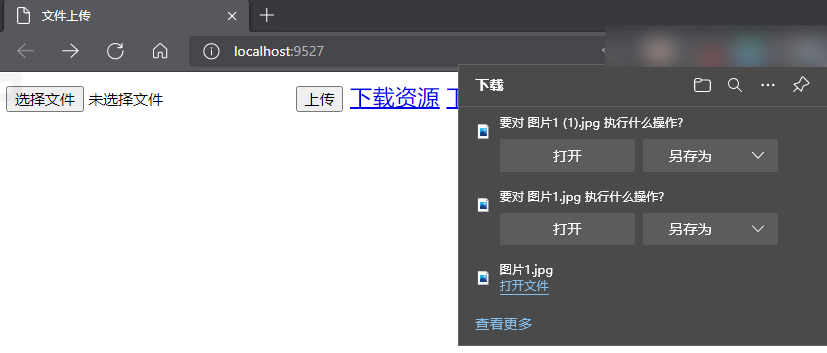 文件上传
localhost:9527
选择文件 未选择文件 上传 下载资源
下载
要对 图片1 (1).jpg 执行什么操作?
打开 另存为
要对 图片1.jpg 执行什么操作?
打开 另存为
图片1.jpg
打开文件
查看更多